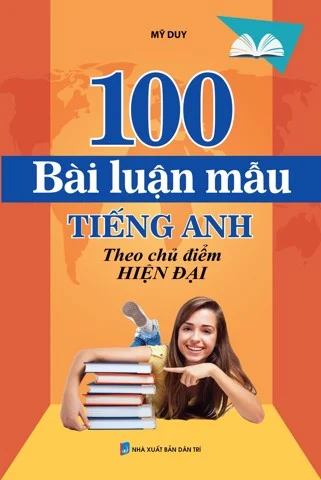 MỸ DUY
100
Bài luận mẫu
TIẾNG ANH
Theo chủ điểm
HIỆN ĐẠI
NHÀ XUẤT BẢN DÂN TRÍ